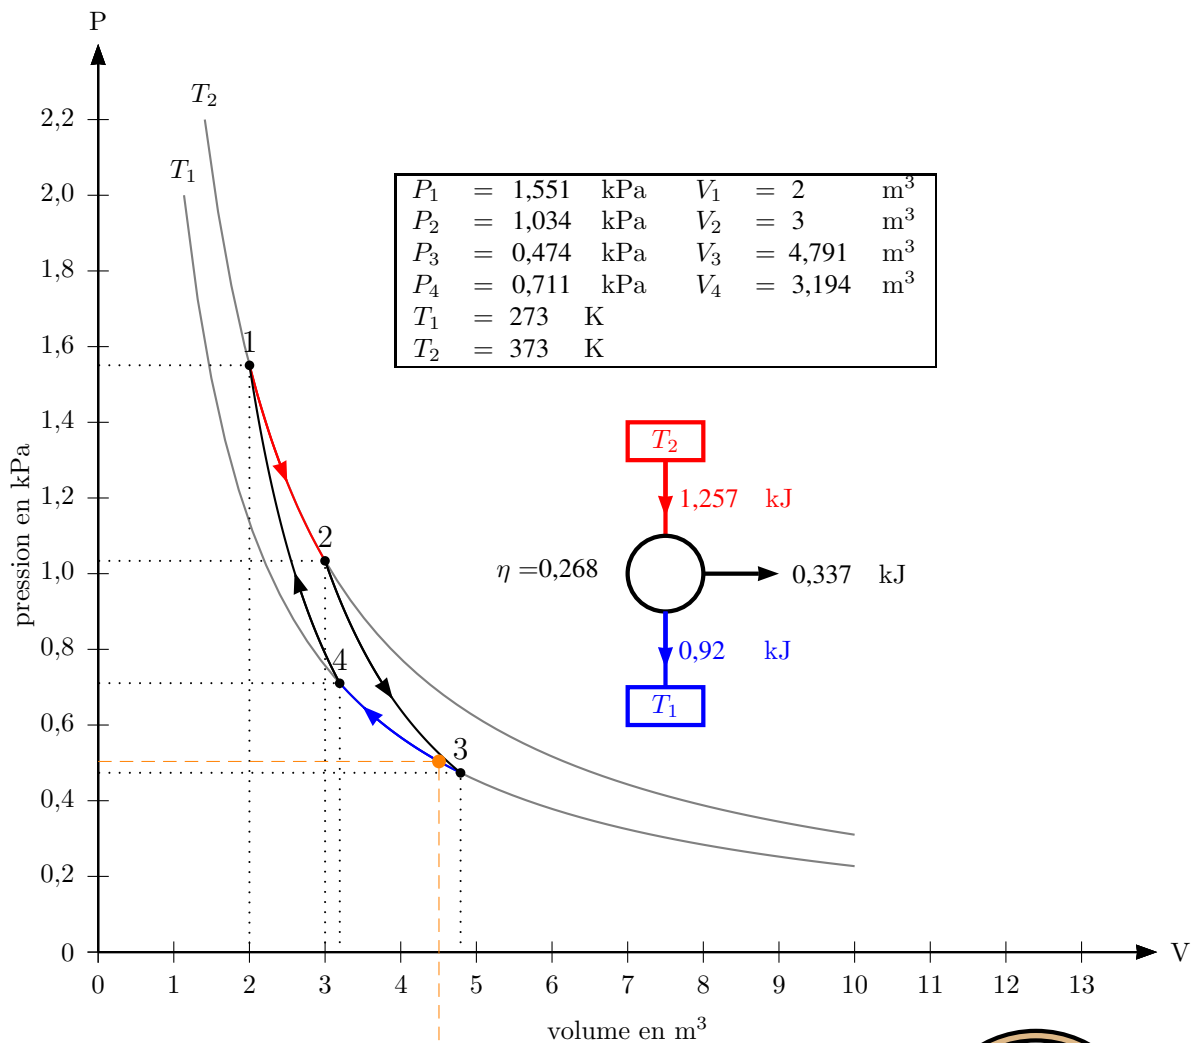 P
T₂
2,2
T₁
2,0
P₁ = 1,551 kPa V₁ = 2 m³
P₂ = 1,034 kPa V₂ = 3 m³
P₃ = 0,474 kPa V₃ = 4,791 m³
P₄ = 0,711 kPa V₄ = 3,194 m³
T₁ = 273 K
T₂ = 373 K
1,8
1,6
1
1,4
T₂
1,257 kJ
1,2
pression en kPa
2
1,0
η =0,268
0,337 kJ
0,8
4
0,92 kJ
T₁
0,6
3
0,4
0,2
0
V
0 1 2 3 4 5 6 7 8 9 10 11 12 13
volume en m³